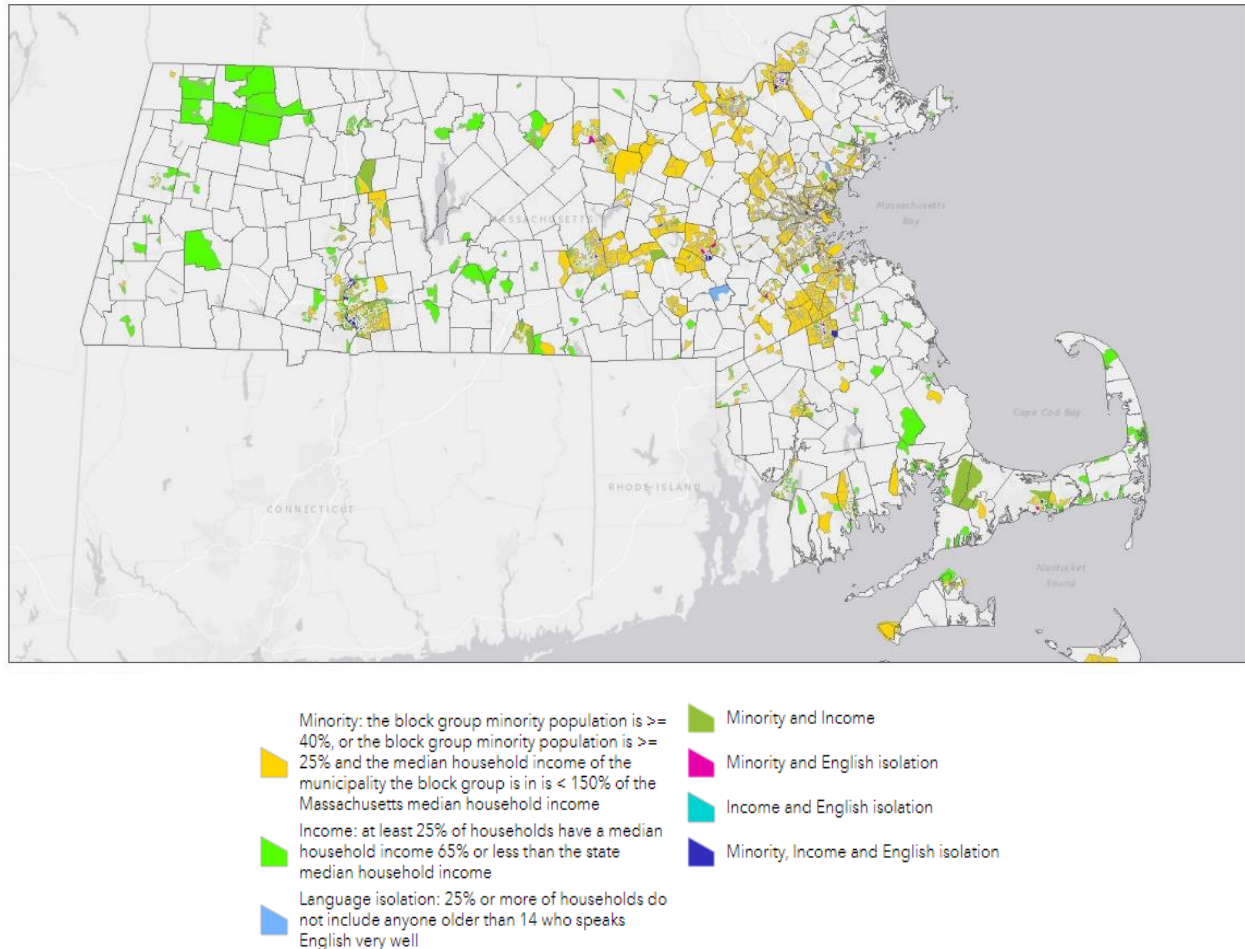 MASSACHUSETTS
Massachusetts
Bay
Cape Cod
Bay
RHODE ISLAND
CONNECTICUT
Nantucket
Sound
Minority: the block group minority population is >=
40%, or the block group minority population is >=
25% and the median household income of the
municipality the block group is in is < 150% of the
Massachusetts median household income
Income: at least 25% of households have a median
household income 65% or less than the state
median household income
Language isolation: 25% or more of households do
not include anyone older than 14 who speaks
English very well
Minority and Income
Minority and English isolation
Income and English isolation
Minority, Income and English isolation